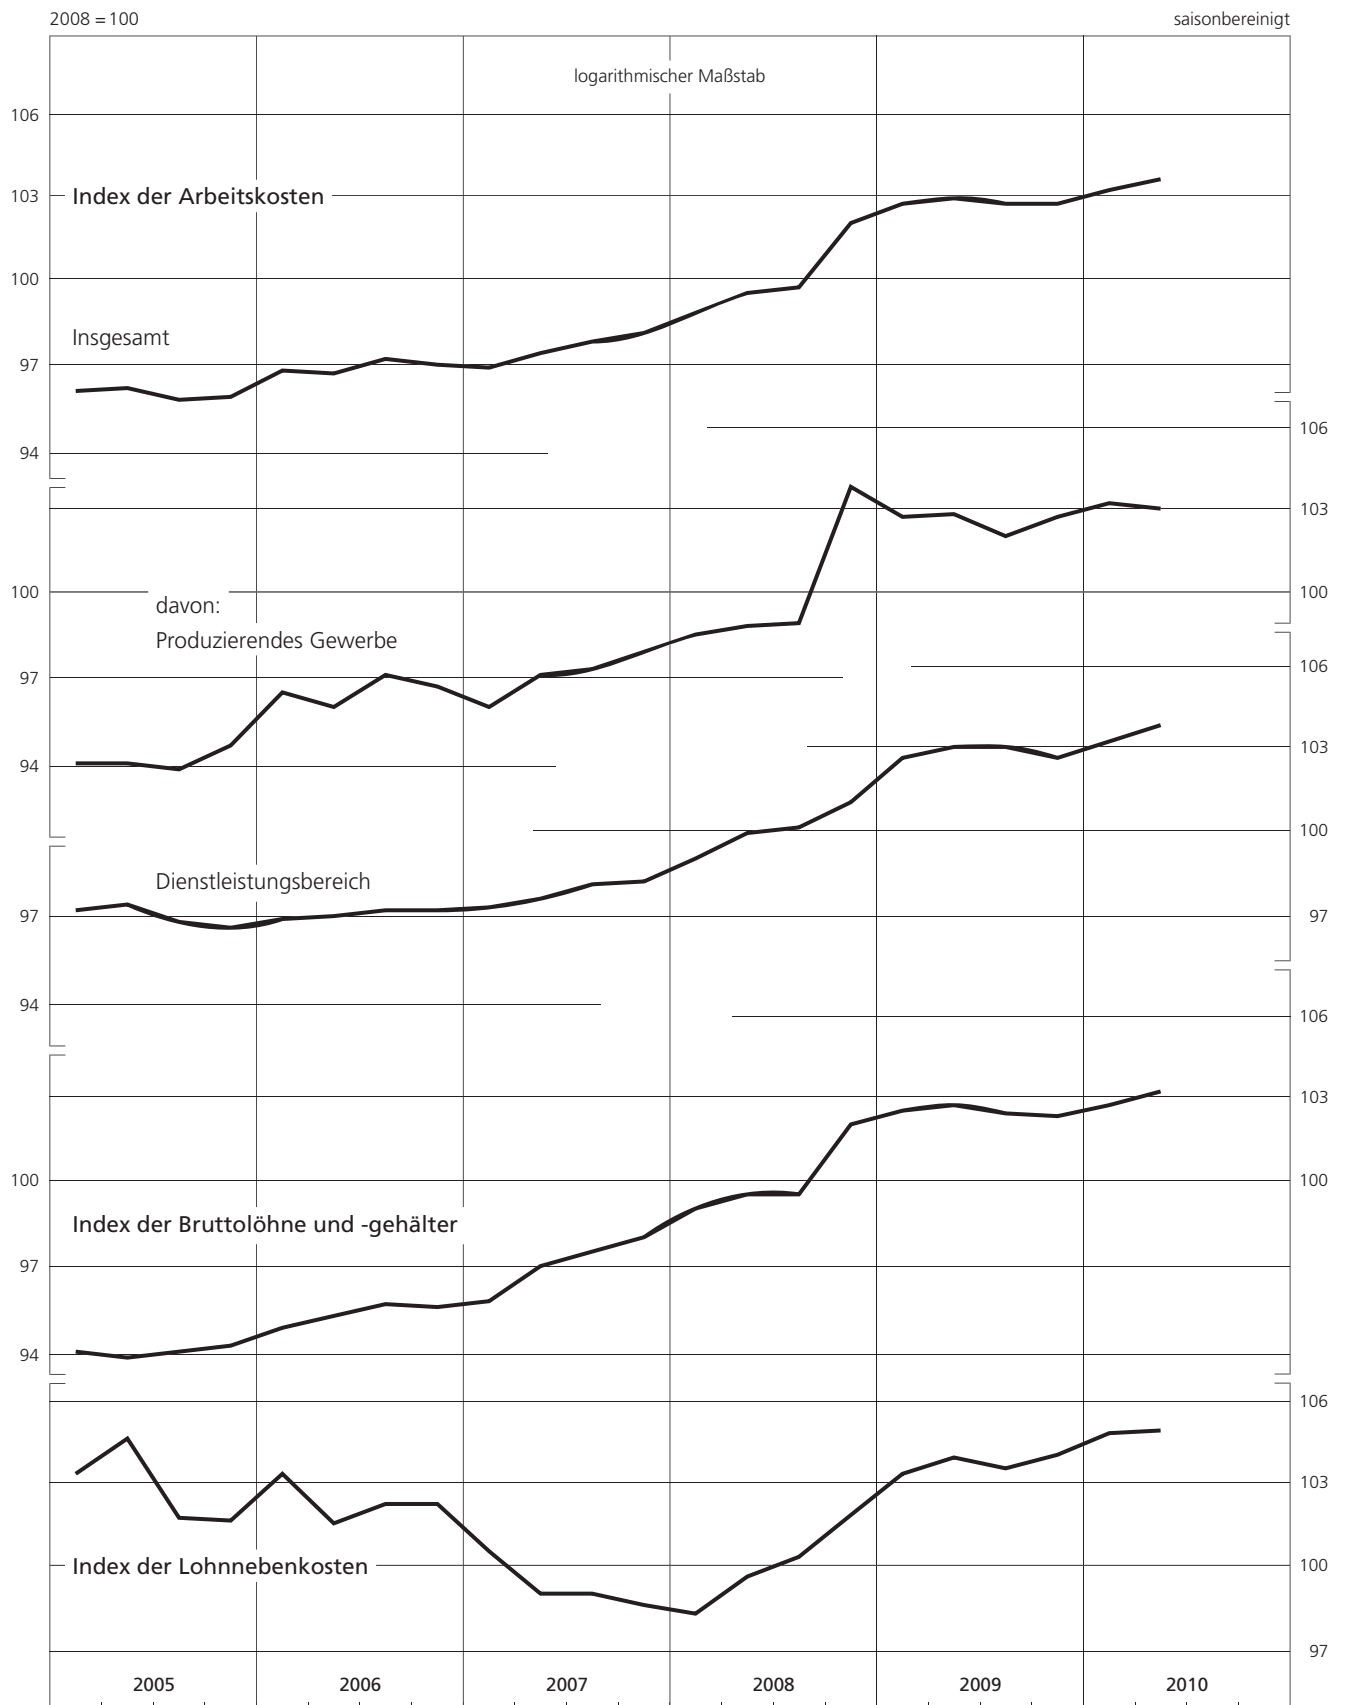 2008 = 100
saisonbereinigt
logarithmischer Maßstab
106
103
Index der Arbeitskosten
100
Insgesamt
97
106
94
103
100
100
davon:
Produzierendes Gewerbe
106
97
103
94
100
Dienstleistungsbereich
97
97
94
106
103
100
100
Index der Bruttolöhne und -gehälter
97
94
106
103
Index der Lohnnebenkosten
100
97
2005 2006 2007 2008 2009 2010